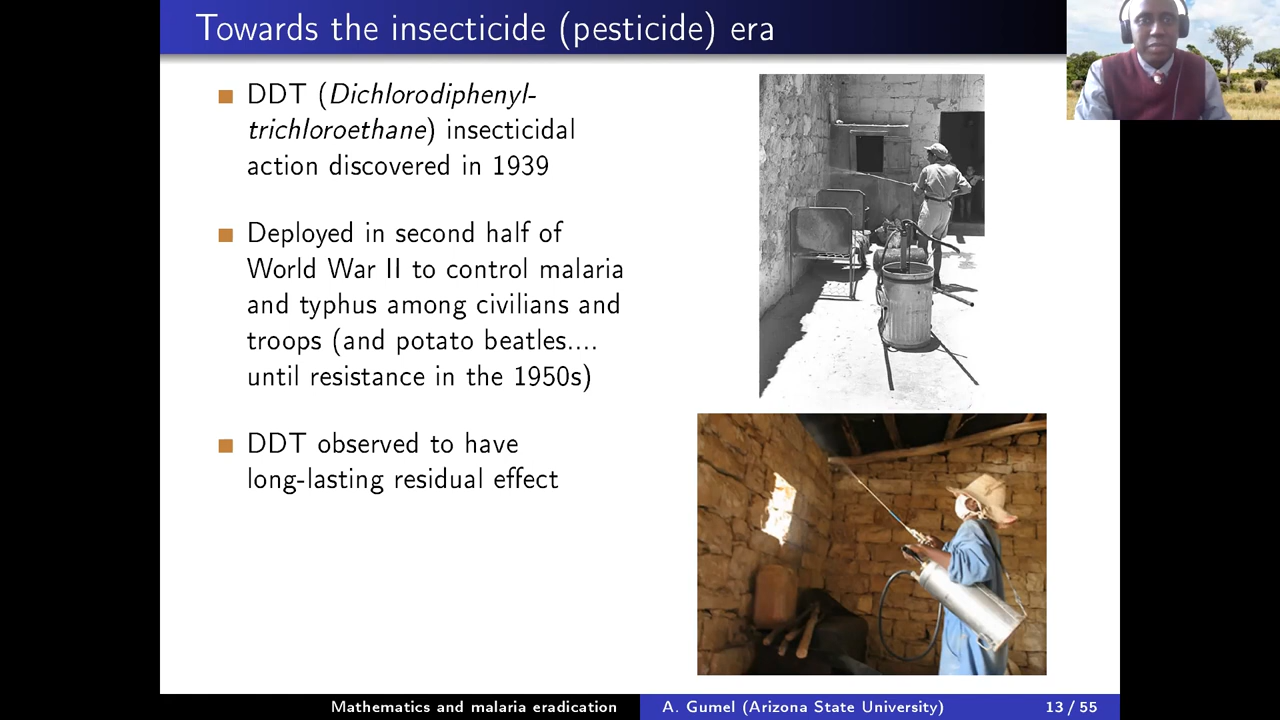 Towards the insecticide (pesticide) era
DDT (Dichlorodiphenyl-
trichloroethane) insecticidal
action discovered in 1939
Deployed in second half of
World War II to control malaria
and typhus among civilians and
troops (and potato beatles....
until resistance in the 1950s)
DDT observed to have
long-lasting residual effect
Mathematics and malaria eradication
A. Gumel (Arizona State University)
13 / 55